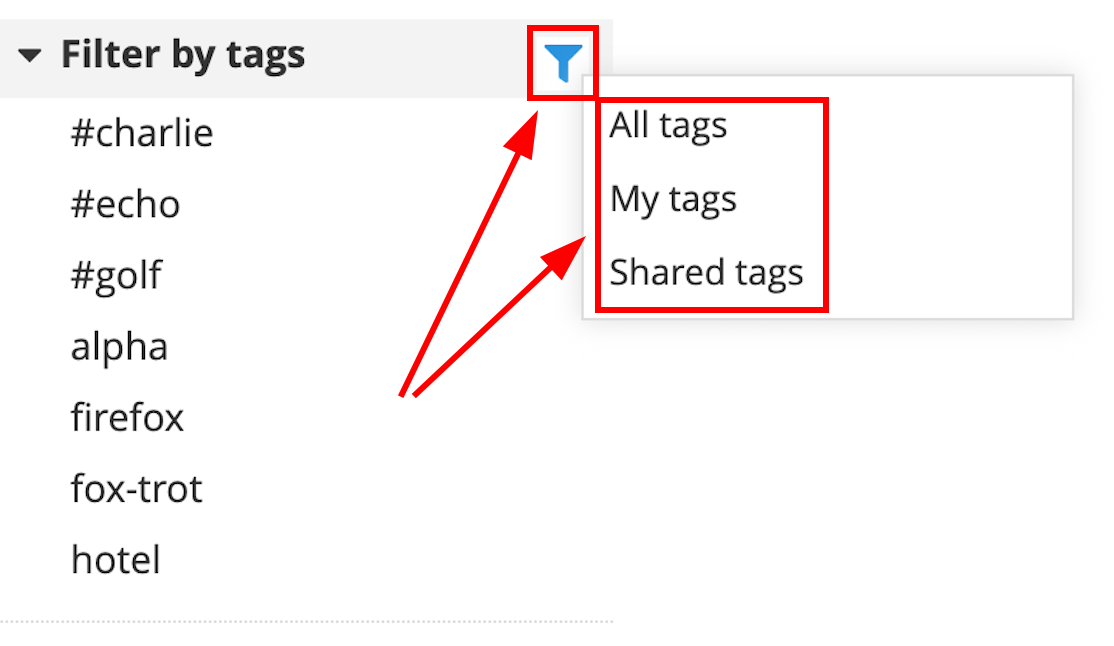 Filter by tags
#charlie
#echo
#golf
alpha
firefox
fox-trot
hotel
All tags
My tags
Shared tags